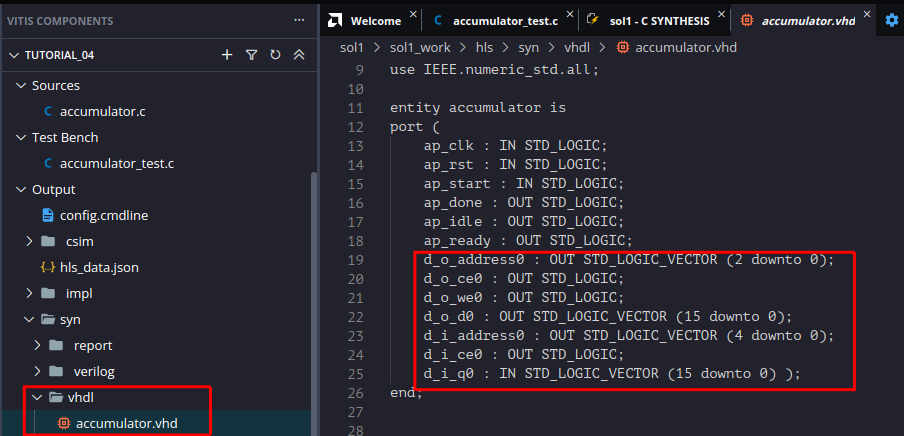 VITIS COMPONENTS
TUTORIAL_04
Sources
C accumulator.c
Test Bench
C accumulator_test.c
Output
config.cmdline
csim
{·} hls_data.json
impl
syn
report
verilog
vhdl
accumulator.vhd
Welcome × C accumulator_test.c × sol1 - C SYNTHESIS × accumulator.vhd ×
sol1 > sol1_work > hls > syn > vhdl > accumulator.vhd
9 use IEEE.numeric_std.all;
10
11 entity accumulator is
12 port (
13 ap_clk : IN STD_LOGIC;
14 ap_rst : IN STD_LOGIC;
15 ap_start : IN STD_LOGIC;
16 ap_done : OUT STD_LOGIC;
17 ap_idle : OUT STD_LOGIC;
18 ap_ready : OUT STD_LOGIC;
19 d_o_address0 : OUT STD_LOGIC_VECTOR (2 downto 0);
20 d_o_ce0 : OUT STD_LOGIC;
21 d_o_we0 : OUT STD_LOGIC;
22 d_o_d0 : OUT STD_LOGIC_VECTOR (15 downto 0);
23 d_i_address0 : OUT STD_LOGIC_VECTOR (4 downto 0);
24 d_i_ce0 : OUT STD_LOGIC;
25 d_i_q0 : IN STD_LOGIC_VECTOR (15 downto 0) );
26 end;
27
28